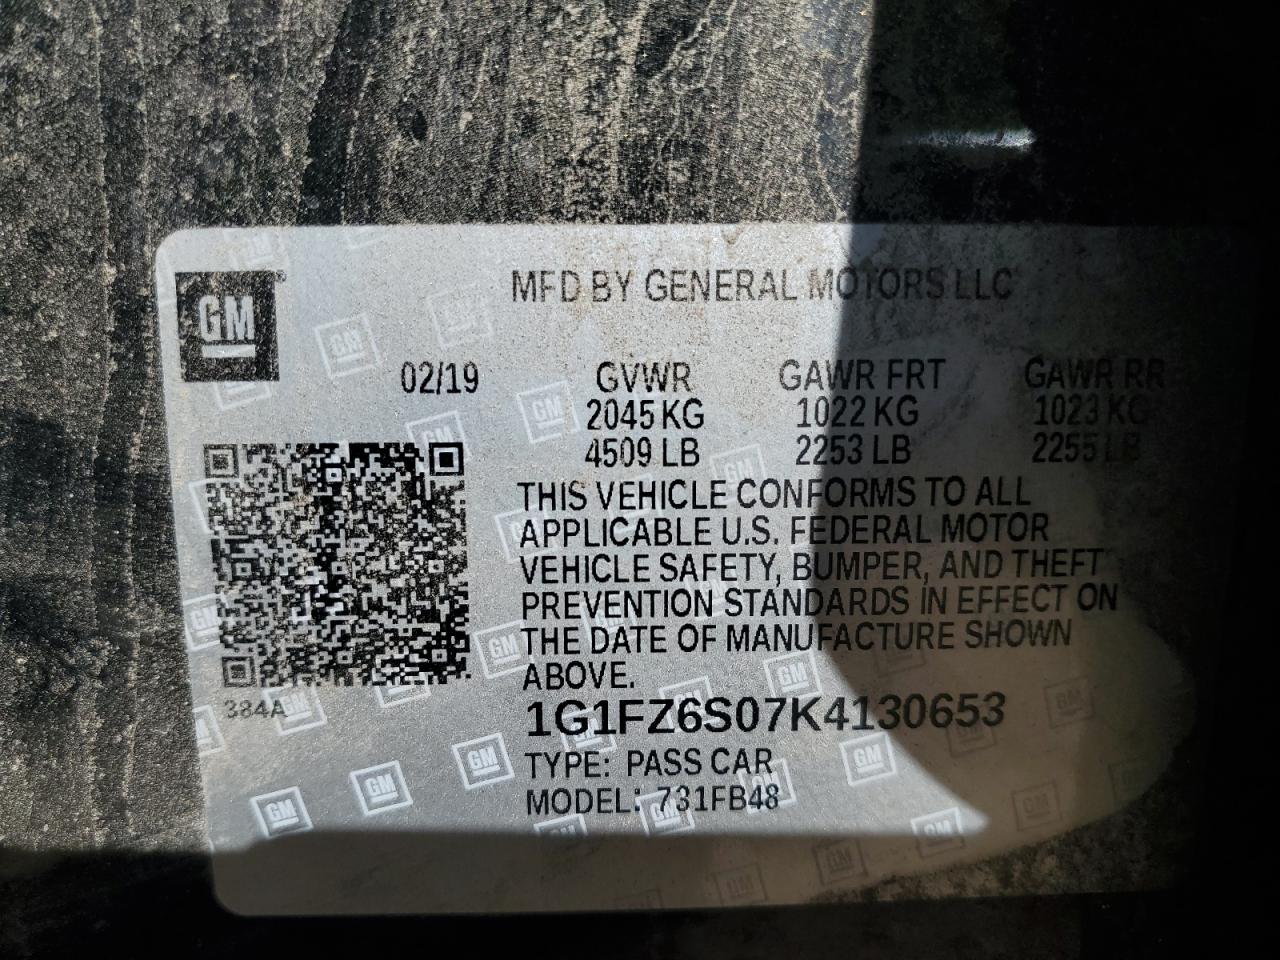 GM
MFD BY GENERAL MOTORS LLC
02/19 GVWR GAWR FRT GAWR RR
2045 KG 1022 KG 1023 KG
4509 LB 2253 LB 2255 LB
THIS VEHICLE CONFORMS TO ALL
APPLICABLE U.S. FEDERAL MOTOR
VEHICLE SAFETY, BUMPER, AND THEFT
PREVENTION STANDARDS IN EFFECT ON
THE DATE OF MANUFACTURE SHOWN
ABOVE.
384A
1G1FZ6S07K4130653
TYPE: PASS CAR
MODEL: 731FB48